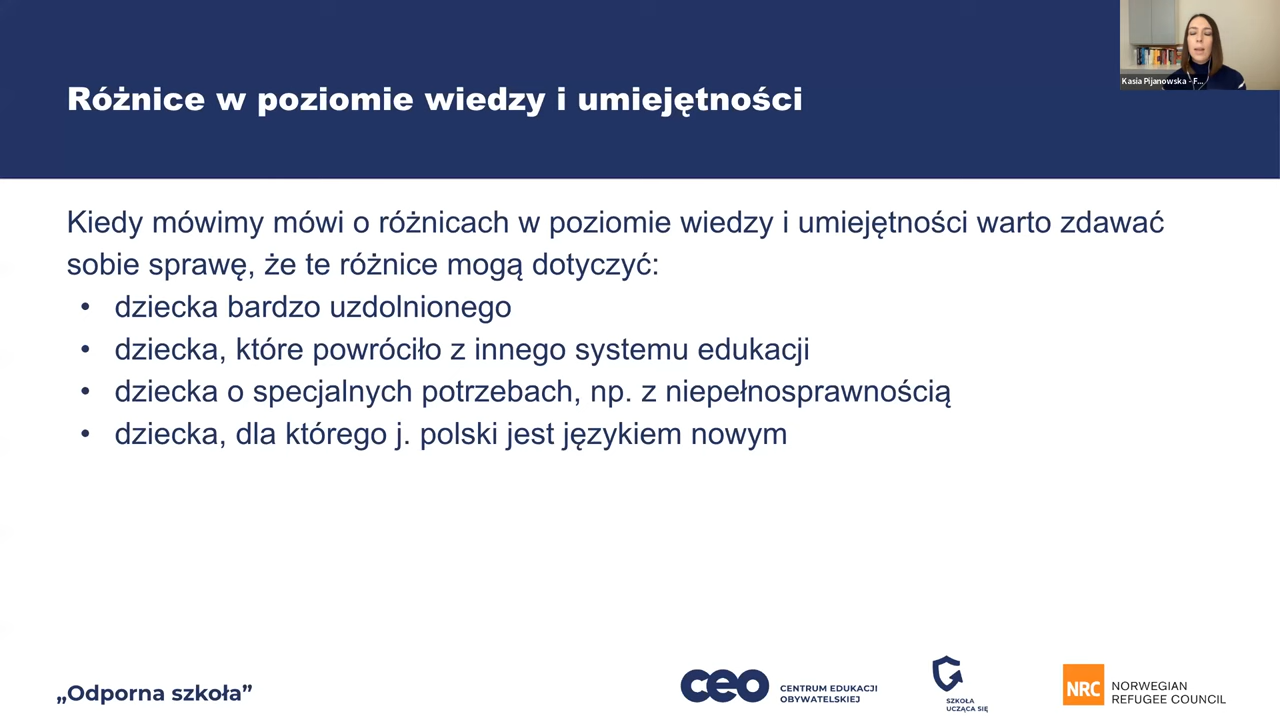 Różnice w poziomie wiedzy i umiejętności
Kasia Pijanowska - F...
Kiedy mówimy mówi o różnicach w poziomie wiedzy i umiejętności warto zdawać
sobie sprawę, że te różnice mogą dotyczyć:
• dziecka bardzo uzdolnionego
• dziecka, które powróciło z innego systemu edukacji
• dziecka o specjalnych potrzebach, np. z niepełnosprawnością
• dziecka, dla którego j. polski jest językiem nowym
„Odporna szkoła”
ceo
CENTRUM EDUKACJI
OBYWATELSKIEJ
SZKOŁA
UCZĄCA SIĘ
NRC
NORWEGIAN
REFUGEE COUNCIL